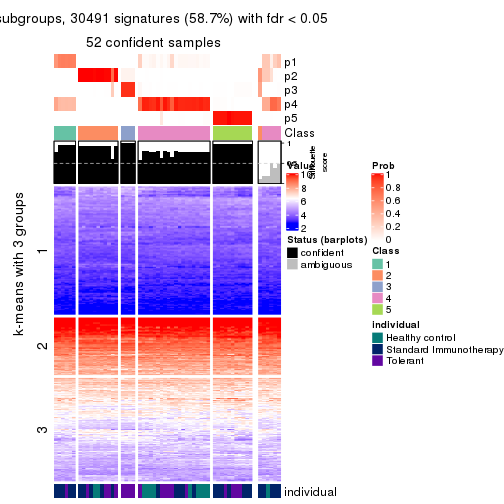 subgroups, 30491 signatures (58.7%) with fdr < 0.05
52 confident samples
p1
p2
p3
p4
p5
Class
1
0.5
Silhouette
score
k-means with 3 groups
1
2
3
individual
Value
10
8
6
4
2
Status (barplots)
confident
ambiguous
Prob
1
0.8
0.6
0.4
0.2
0
Class
1
2
3
4
5
individual
Healthy control
Standard Immunotherapy
Tolerant